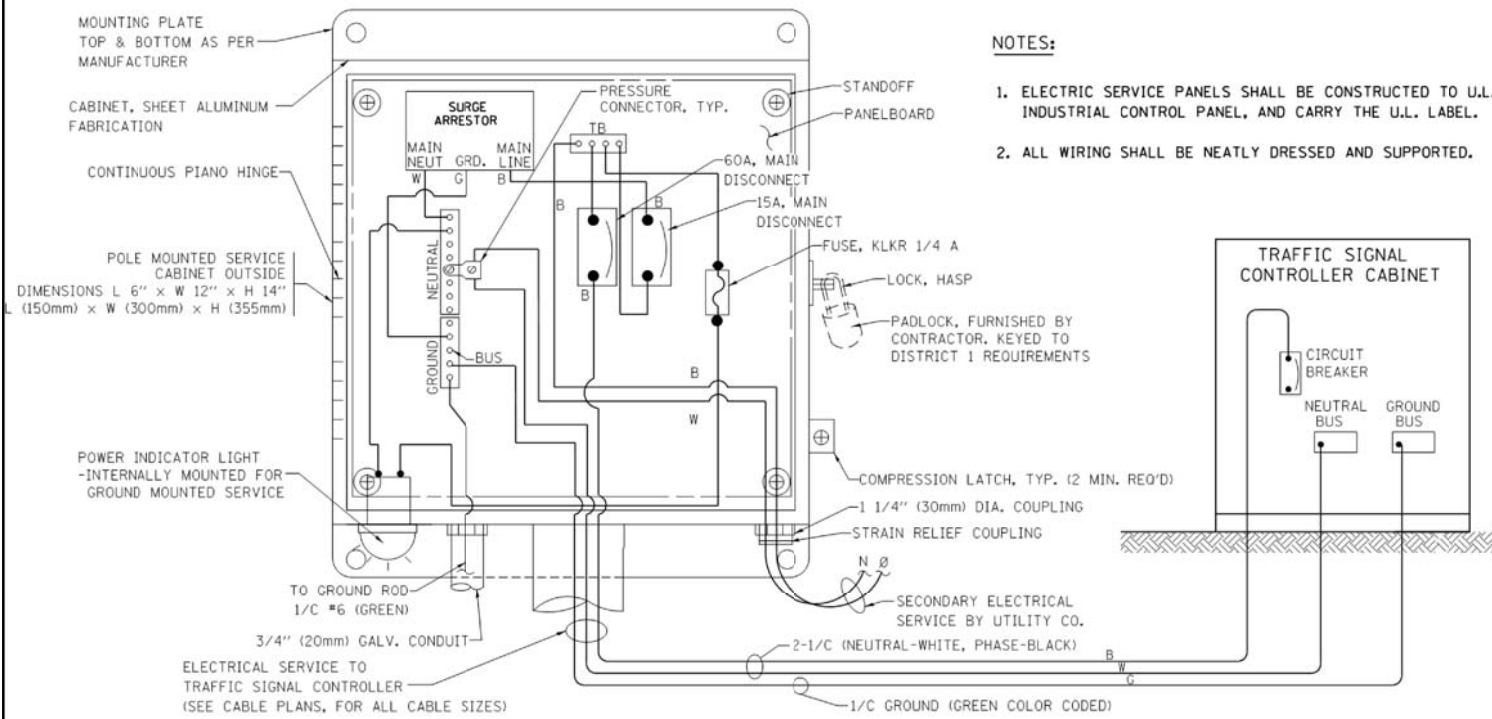 MOUNTING PLATE
TOP & BOTTOM AS PER
MANUFACTURER
CABINET, SHEET ALUMINUM
FABRICATION
CONTINUOUS PIANO HINGE
POLE MOUNTED SERVICE
CABINET OUTSIDE
DIMENSIONS L 6" × W 12" × H 14"
L (150mm) × W (300mm) × H (355mm)
POWER INDICATOR LIGHT
-INTERNALLY MOUNTED FOR
GROUND MOUNTED SERVICE
SURGE
ARRESTOR
MAIN
NEUT
GRD.
MAIN
LINE
W
G
B
PRESSURE
CONNECTOR, TYP.
TB
NEUTRAL
GROUND
BUS
B
B
B
B
W
STANDOFF
PANELBOARD
60A, MAIN
DISCONNECT
15A, MAIN
DISCONNECT
FUSE, KLKR 1/4 A
LOCK, HASP
PADLOCK, FURNISHED BY
CONTRACTOR. KEYED TO
DISTRICT 1 REQUIREMENTS
COMPRESSION LATCH, TYP. (2 MIN. REQ'D)
1 1/4" (30mm) DIA. COUPLING
STRAIN RELIEF COUPLING
N Ø
SECONDARY ELECTRICAL
SERVICE BY UTILITY CO.
TO GROUND ROD
1/C #6 (GREEN)
3/4" (20mm) GALV. CONDUIT
ELECTRICAL SERVICE TO
TRAFFIC SIGNAL CONTROLLER
(SEE CABLE PLANS, FOR ALL CABLE SIZES)
2-1/C (NEUTRAL-WHITE, PHASE-BLACK)
B
W
G
1/C GROUND (GREEN COLOR CODED)
NOTES:
1. ELECTRIC SERVICE PANELS SHALL BE CONSTRUCTED TO U.L.
INDUSTRIAL CONTROL PANEL, AND CARRY THE U.L. LABEL.
2. ALL WIRING SHALL BE NEATLY DRESSED AND SUPPORTED.
TRAFFIC SIGNAL
CONTROLLER CABINET
CIRCUIT
BREAKER
NEUTRAL
BUS
GROUND
BUS